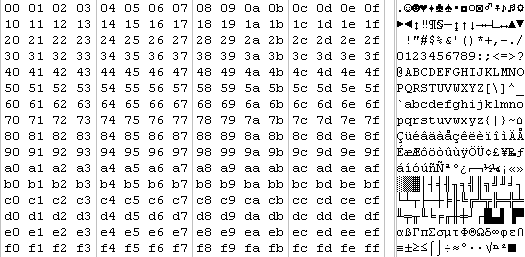 00 01 02 03 04 05 06 07 08 09 0a 0b 0c 0d 0e 0f .☺☻♥♦♣♠•◘○◙♂♀♪♫☼
10 11 12 13 14 15 16 17 18 19 1a 1b 1c 1d 1e 1f ►◄↕‼¶§▬↨↑↓→←∟↔▲▼
20 21 22 23 24 25 26 27 28 29 2a 2b 2c 2d 2e 2f  !"#$%&'()*+,-./
30 31 32 33 34 35 36 37 38 39 3a 3b 3c 3d 3e 3f 0123456789:;<=>?
40 41 42 43 44 45 46 47 48 49 4a 4b 4c 4d 4e 4f @ABCDEFGHIJKLMNO
50 51 52 53 54 55 56 57 58 59 5a 5b 5c 5d 5e 5f PQRSTUVWXYZ[\]^_
60 61 62 63 64 65 66 67 68 69 6a 6b 6c 6d 6e 6f `abcdefghijklmno
70 71 72 73 74 75 76 77 78 79 7a 7b 7c 7d 7e 7f pqrstuvwxyz{|}~⌂
80 81 82 83 84 85 86 87 88 89 8a 8b 8c 8d 8e 8f ÇüéâäàåçêëèïîìÄÅ
90 91 92 93 94 95 96 97 98 99 9a 9b 9c 9d 9e 9f ÉæÆôöòûùÿÖÜ¢£¥₧ƒ
a0 a1 a2 a3 a4 a5 a6 a7 a8 a9 aa ab ac ad ae af áíóúñÑªº¿⌐¬½¼¡«»
b0 b1 b2 b3 b4 b5 b6 b7 b8 b9 ba bb bc bd be bf ░▒▓│┤╡╢╖╕╣║╗╝╜╛┐
c0 c1 c2 c3 c4 c5 c6 c7 c8 c9 ca cb cc cd ce cf └┴┬├─┼╞╟╚╔╩╦╠═╬╧
d0 d1 d2 d3 d4 d5 d6 d7 d8 d9 da db dc dd de df ╨╤╥╙╘╒╓╫╪┘┌█▄▌▐▀
e0 e1 e2 e3 e4 e5 e6 e7 e8 e9 ea eb ec ed ee ef αßΓπΣσµτΦΘΩδ∞φε∩
f0 f1 f2 f3 f4 f5 f6 f7 f8 f9 fa fb fc fd fe ff ≡±≥≤⌠⌡÷≈°∙·√ⁿ²■